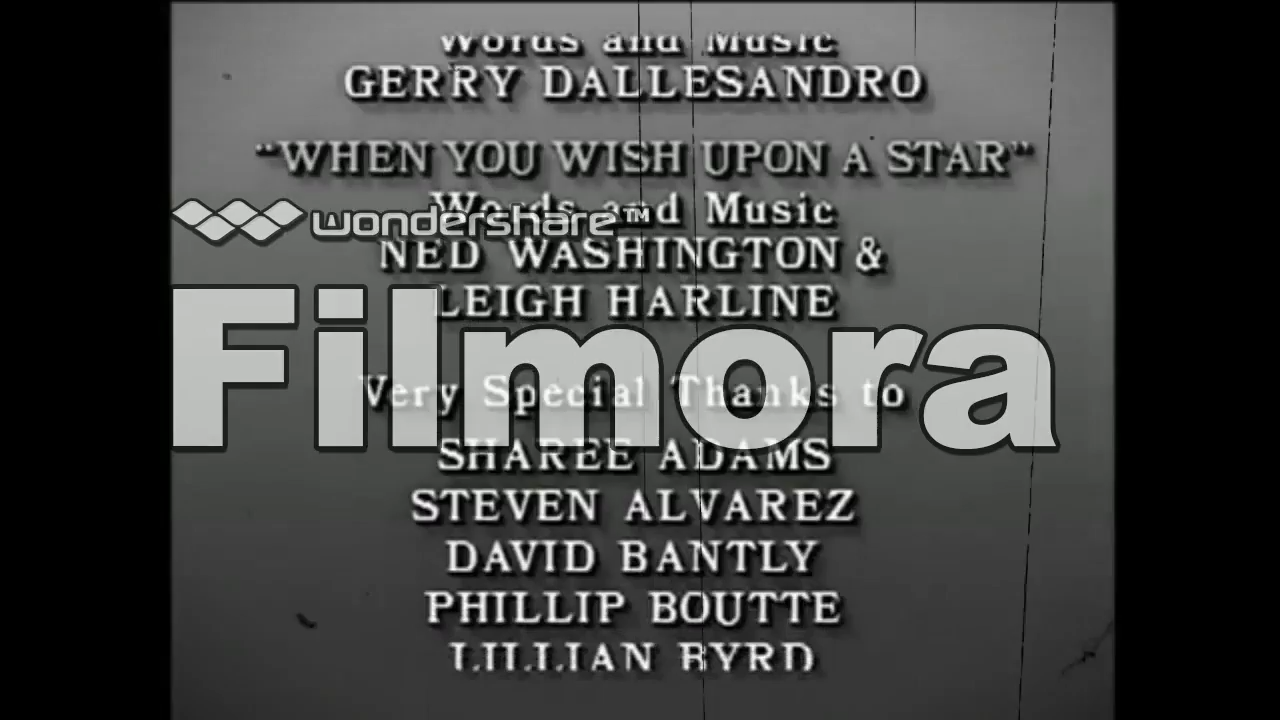 Words and Music
GERRY DALLESANDRO
"WHEN YOU WISH UPON A STAR"
Words and Music
wondershare™
NED WASHINGTON &
LEIGH HARLINE
Filmora
Very Special Thanks to
SHAREE ADAMS
STEVEN ALVAREZ
DAVID BANTLY
PHILLIP BOUTTE
LILLIAN BYRD